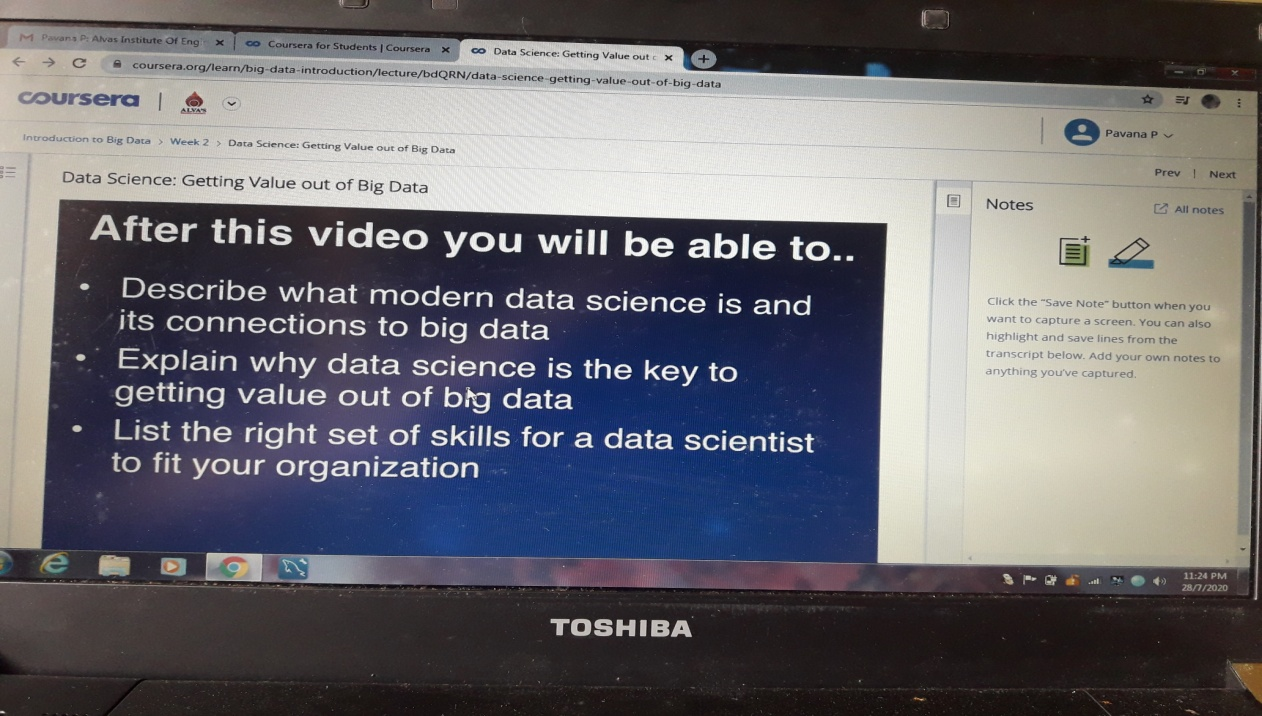 Pavana P: Alvas Institute Of Eng
Coursera for Students | Coursera
Data Science: Getting Value out
coursera.org/learn/big-data-introduction/lecture/bdQRN/data-science-getting-value-out-of-big-data
coursera | ALVA'S
Pavana P
Introduction to Big Data > Week 2 > Data Science: Getting Value out of Big Data
Prev | Next
Data Science: Getting Value out of Big Data
After this video you will be able to..
• Describe what modern data science is and
its connections to big data
• Explain why data science is the key to
getting value out of big data
• List the right set of skills for a data scientist
to fit your organization
Notes
All notes
Click the "Save Note" button when you
want to capture a screen. You can also
highlight and save lines from the
transcript below. Add your own notes to
anything you've captured.
11:24 PM
28/7/2020
TOSHIBA